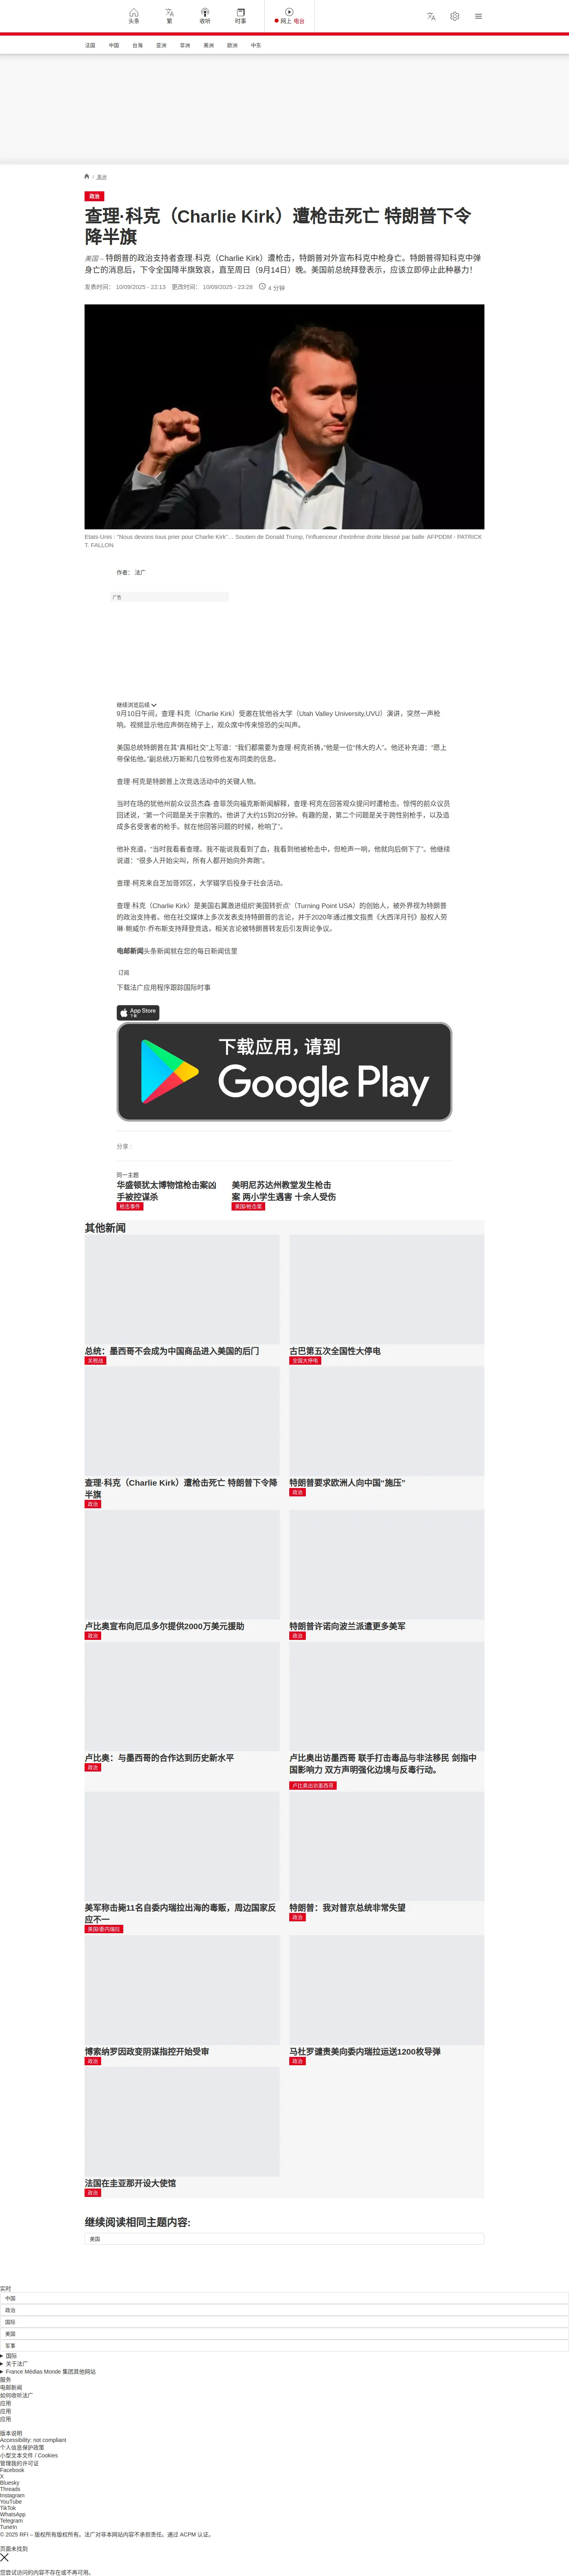 头条
繁
收听
时事
网上 电台
法国
中国
台海
亚洲
非洲
美洲
欧洲
中东
/ 美洲
政治
查理·科克（Charlie Kirk）遭枪击死亡 特朗普下令
降半旗
美国 – 特朗普的政治支持者查理·科克（Charlie Kirk）遭枪击，特朗普对外宣布科克中枪身亡。特朗普得知科克中弹
身亡的消息后，下令全国降半旗致哀，直至周日（9月14日）晚。美国前总统拜登表示，应该立即停止此种暴力！
发表时间： 10/09/2025 - 22:13 更改时间： 10/09/2025 - 23:28 4 分钟
Etats-Unis : "Nous devons tous prier pour Charlie Kirk"… Soutien de Donald Trump, l'influenceur d'extrême droite blessé par balle AFPDDM - PATRICK
T. FALLON
作者： 法广
广告
继续浏览后续
9月10日午间，查理·科克（Charlie Kirk）受邀在犹他谷大学（Utah Valley University,UVU）演讲，突然一声枪
响。视频显示他应声倒在椅子上，观众席中传来惊恐的尖叫声。
美国总统特朗普在其“真相社交”上写道：“我们都需要为查理·柯克祈祷，”他是一位“伟大的人”。他还补充道：“愿上
帝保佑他。”副总统J万斯和几位牧师也发布同类的信息。
查理·柯克是特朗普上次竞选活动中的关键人物。
当时在场的犹他州前众议员杰森·查菲茨向福克斯新闻解释，查理·柯克在回答观众提问时遭枪击。惊愕的前众议员
回述说，“第一个问题是关于宗教的。他讲了大约15到20分钟。有趣的是，第二个问题是关于跨性别枪手，以及造
成多名受害者的枪手。就在他回答问题的时候，枪响了”。
他补充道，“当时我看着查理。我不能说我看到了血，我看到他被枪击中，但枪声一响，他就向后倒下了”。他继续
说道：“很多人开始尖叫，所有人都开始向外奔跑”。
查理·柯克来自芝加哥郊区，大学辍学后投身于社会活动。
查理·科克（Charlie Kirk）是美国右翼激进组织‘美国转折点’（Turning Point USA）的创始人，被外界视为特朗普
的政治支持者。他在社交媒体上多次发表支持特朗普的言论，并于2020年通过推文指责《大西洋月刊》股权人劳
琳·鲍威尔·乔布斯支持拜登竞选，相关言论被特朗普转发后引发舆论争议。
电邮新闻头条新闻就在您的每日新闻信里
订阅
下载法广应用程序跟踪国际时事
App Store
下载
下载应用，请到
Google Play
分享 :
同一主题
华盛顿犹太博物馆枪击案凶
手被控谋杀
枪击事件
美明尼苏达州教堂发生枪击
案 两小学生遇害 十余人受伤
美国/枪击案
其他新闻
总统：墨西哥不会成为中国商品进入美国的后门
关税战
古巴第五次全国性大停电
全国大停电
查理·科克（Charlie Kirk）遭枪击死亡 特朗普下令降
半旗
政治
特朗普要求欧洲人向中国“施压”
政治
卢比奥宣布向厄瓜多尔提供2000万美元援助
政治
特朗普许诺向波兰派遣更多美军
政治
卢比奥：与墨西哥的合作达到历史新水平
政治
卢比奥出访墨西哥 联手打击毒品与非法移民 剑指中
国影响力 双方声明强化边境与反毒行动。
卢比奥出访墨西哥
美军称击毙11名自委内瑞拉出海的毒贩，周边国家反
应不一
美国/委内瑞拉
特朗普：我对普京总统非常失望
政治
博索纳罗因政变阴谋指控开始受审
政治
马杜罗谴责美向委内瑞拉运送1200枚导弹
政治
法国在圭亚那开设大使馆
政治
继续阅读相同主题内容:
美国
实时
中国
政治
国际
美国
军事
国际
关于法广
France Médias Monde 集团其他网站
服务
电邮新闻
如何收听法广
应用
应用
应用
版本说明
Accessibility: not compliant
个人信息保护政策
小型文本文件 / Cookies
管理我的许可证
Facebook
X
Bluesky
Threads
Instagram
YouTube
TikTok
WhatsApp
Telegram
TuneIn
© 2025 RFI – 版权所有版权所有。法广对非本网站内容不承担责任。通过 ACPM 认证。
页面未找到
您尝试访问的内容不存在或不再可用。